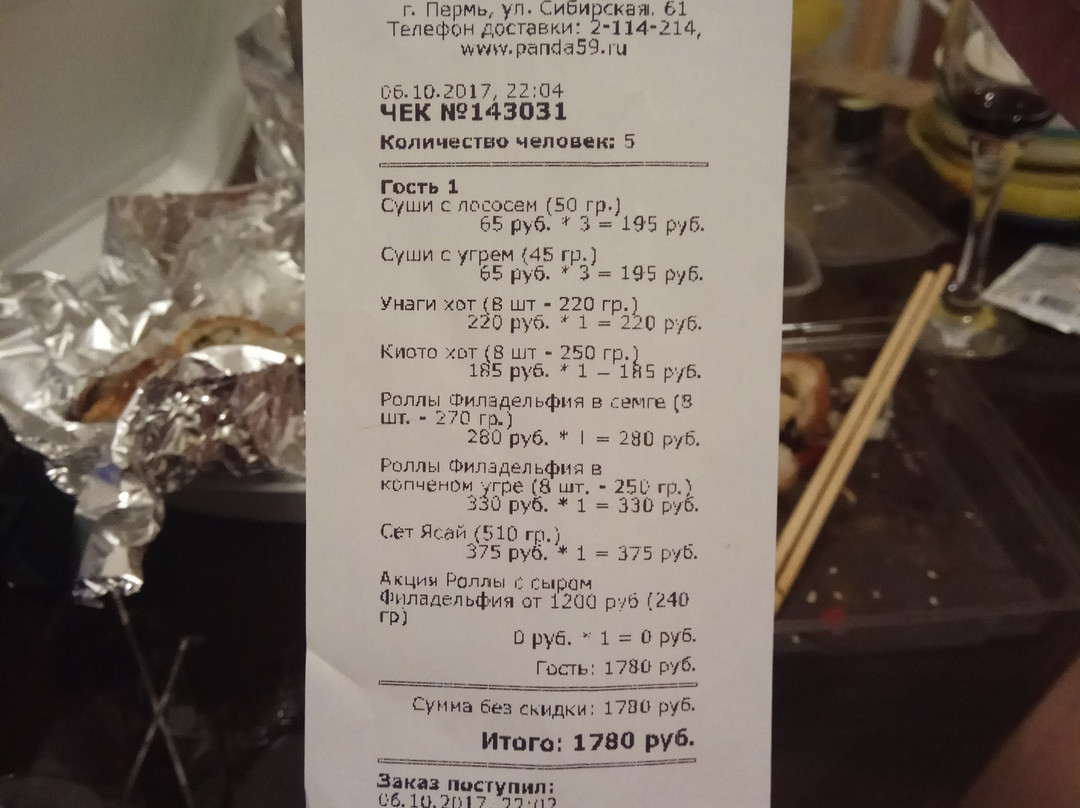 г. Пермь, ул. Сибирская, 61
Телефон доставки: 2-114-214,
www.panda59.ru
06.10.2017, 22:04
ЧЕК №143031
Количество человек: 5
Гость 1
Суши с лососем (50 гр.)
65 руб. * 3 = 195 руб.
Суши с угрем (45 гр.)
65 руб. * 3 = 195 руб.
Унаги хот (8 шт - 220 гр.)
220 руб. * 1 = 220 руб.
Киото хот (8 шт - 250 гр.)
185 руб. * 1 = 185 руб.
Роллы Филадельфия в семге (8
шт. - 270 гр.)
280 руб. * 1 = 280 руб.
Роллы Филадельфия в
копченом угре (8 шт. - 250 гр.)
330 руб. * 1 = 330 руб.
Сет Ясай (510 гр.)
375 руб. * 1 = 375 руб.
Акция Роллы с сыром
Филадельфия от 1200 руб (240
гр)
0 руб. * 1 = 0 руб.
Гость: 1780 руб.
Сумма без скидки: 1780 руб.
Итого: 1780 руб.
Заказ поступил:
06.10.2017, 22:02